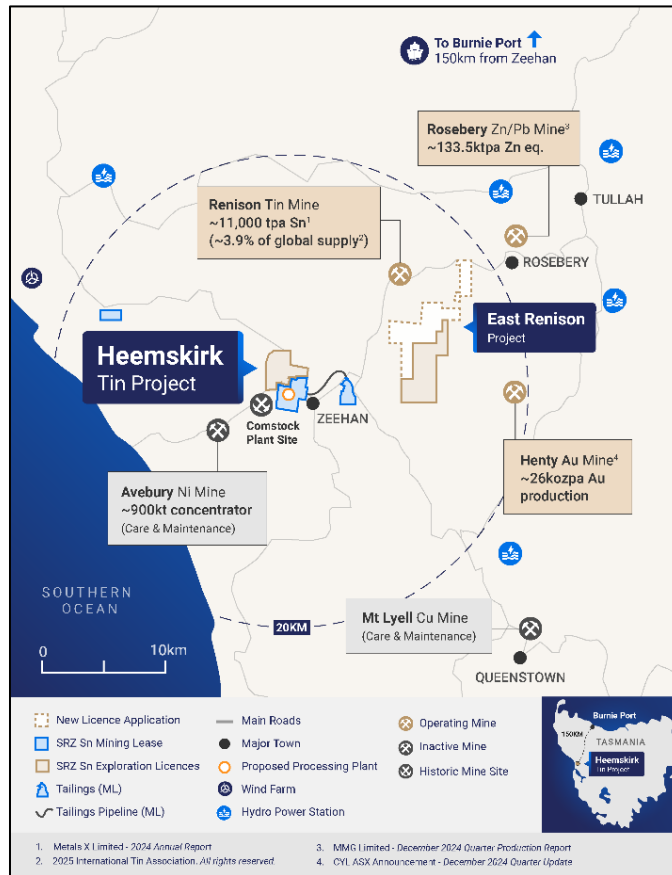 To Burnie Port
150km from Zeehan
Rosebery Zn/Pb Mine³
~133.5ktpa Zn eq.
Renison Tin Mine
~11,000 tpa Sn¹
(~3.9% of global supply²)
TULLAH
ROSEBERY
Heemskirk
Tin Project
East Renison
Project
Comstock
Plant Site
ZEEHAN
Avebury Ni Mine
~900kt concentrator
(Care & Maintenance)
Henty Au Mine⁴
~26kozpa Au
production
SOUTHERN
OCEAN
20KM
Mt Lyell Cu Mine
(Care & Maintenance)
0 10km
QUEENSTOWN
New Licence Application
SRZ Sn Mining Lease
SRZ Sn Exploration Licences
Tailings (ML)
Tailings Pipeline (ML)
Main Roads
Major Town
Proposed Processing Plant
Wind Farm
Hydro Power Station
Operating Mine
Inactive Mine
Historic Mine Site
Burnie Port
150KM
TASMANIA
Heemskirk
Tin Project
1. Metals X Limited - 2024 Annual Report
2. 2025 International Tin Association. All rights reserved.
3. MMG Limited - December 2024 Quarter Production Report
4. CYL ASX Announcement - December 2024 Quarter Update